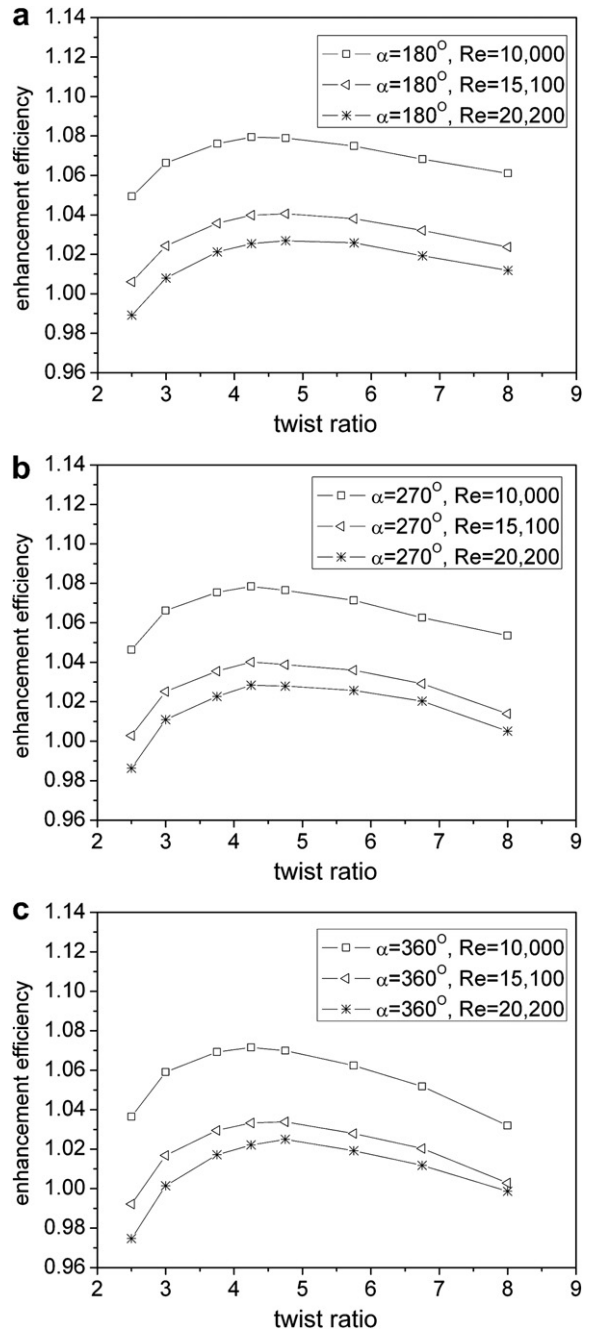 a
1.14
1.12
1.10
1.08
1.06
1.04
1.02
1.00
0.98
0.96
enhancement efficiency
α=180°, Re=10,000
α=180°, Re=15,100
α=180°, Re=20,200
2 3 4 5 6 7 8 9
twist ratio
b
1.14
1.12
1.10
1.08
1.06
1.04
1.02
1.00
0.98
0.96
enhancement efficiency
α=270°, Re=10,000
α=270°, Re=15,100
α=270°, Re=20,200
2 3 4 5 6 7 8 9
twist ratio
c
1.14
1.12
1.10
1.08
1.06
1.04
1.02
1.00
0.98
0.96
enhancement efficiency
α=360°, Re=10,000
α=360°, Re=15,100
α=360°, Re=20,200
2 3 4 5 6 7 8 9
twist ratio